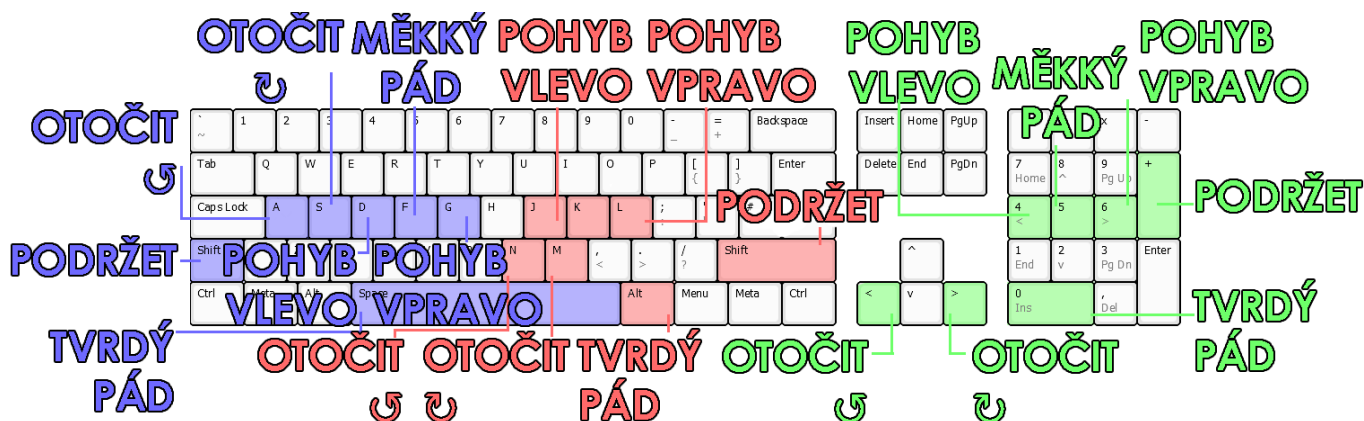 OTOČIT ↻
MĚKKÝ PÁD
POHYB VLEVO
POHYB VPRAVO
POHYB VLEVO
MĚKKÝ PÁD
POHYB VPRAVO
OTOČIT ↺
` ~ 1 2 3 4 5 6 7 8 9 0 - _ = + Backspace
Insert Home PgUp
x -
Tab Q W E R T Y U I O P [ { ] } Enter
Delete End PgDn
7 Home 8 ^ 9 Pg Up +
Caps Lock A S D F G H J K L ; : ' #
4 < 5 6 >
PODRŽET
PODRŽET
PODRŽET
Shift N M , < . > / ? Shift
^
1 End 2 v 3 Pg Dn Enter
POHYB VLEVO
POHYB VPRAVO
Ctrl Meta Alt Space Alt Menu Meta Ctrl
< v >
0 Ins , Del
TVRDÝ PÁD
OTOČIT ↺
OTOČIT ↻
TVRDÝ PÁD
OTOČIT ↺
OTOČIT ↻
TVRDÝ PÁD